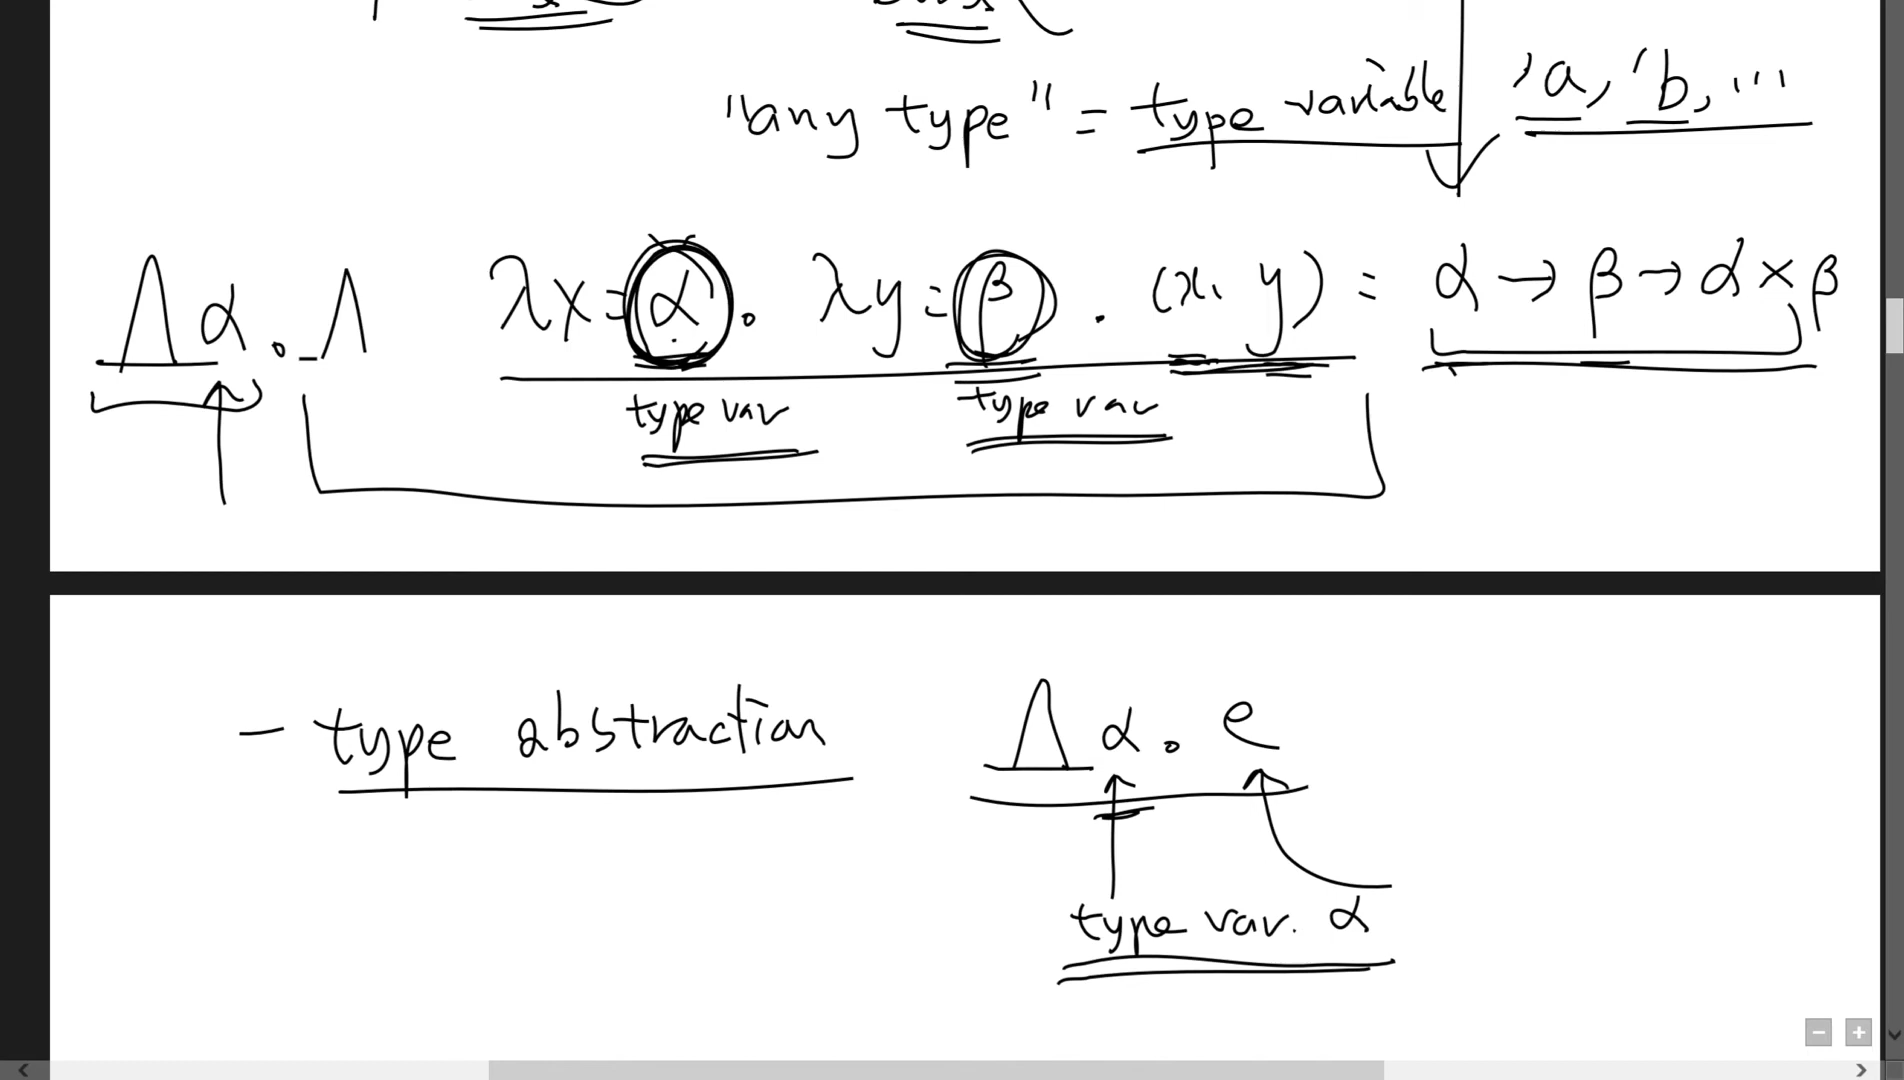 "any type" = type variable 'a, 'b, ...
Λα. Λ λx=α. λy=β. (x, y) = α → β → α × β
type var type var
- type abstraction Λα. e
type var. α